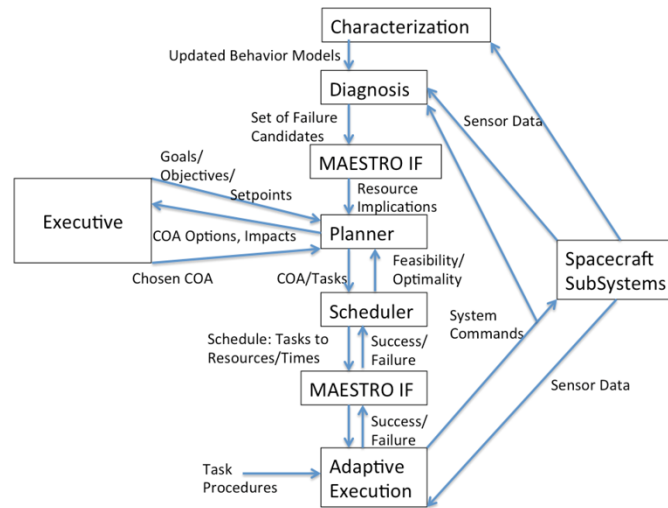 Characterization
Updated Behavior Models
Diagnosis
Set of Failure
Candidates
Sensor Data
MAESTRO IF
Goals/
Objectives/
Setpoints
Resource
Implications
Executive
Planner
COA Options, Impacts
Feasibility/
Optimality
Spacecraft
SubSystems
Chosen COA
COA/Tasks
Scheduler
System
Commands
Schedule: Tasks to
Resources/Times
Success/
Failure
MAESTRO IF
Sensor Data
Success/
Failure
Task
Procedures
Adaptive
Execution